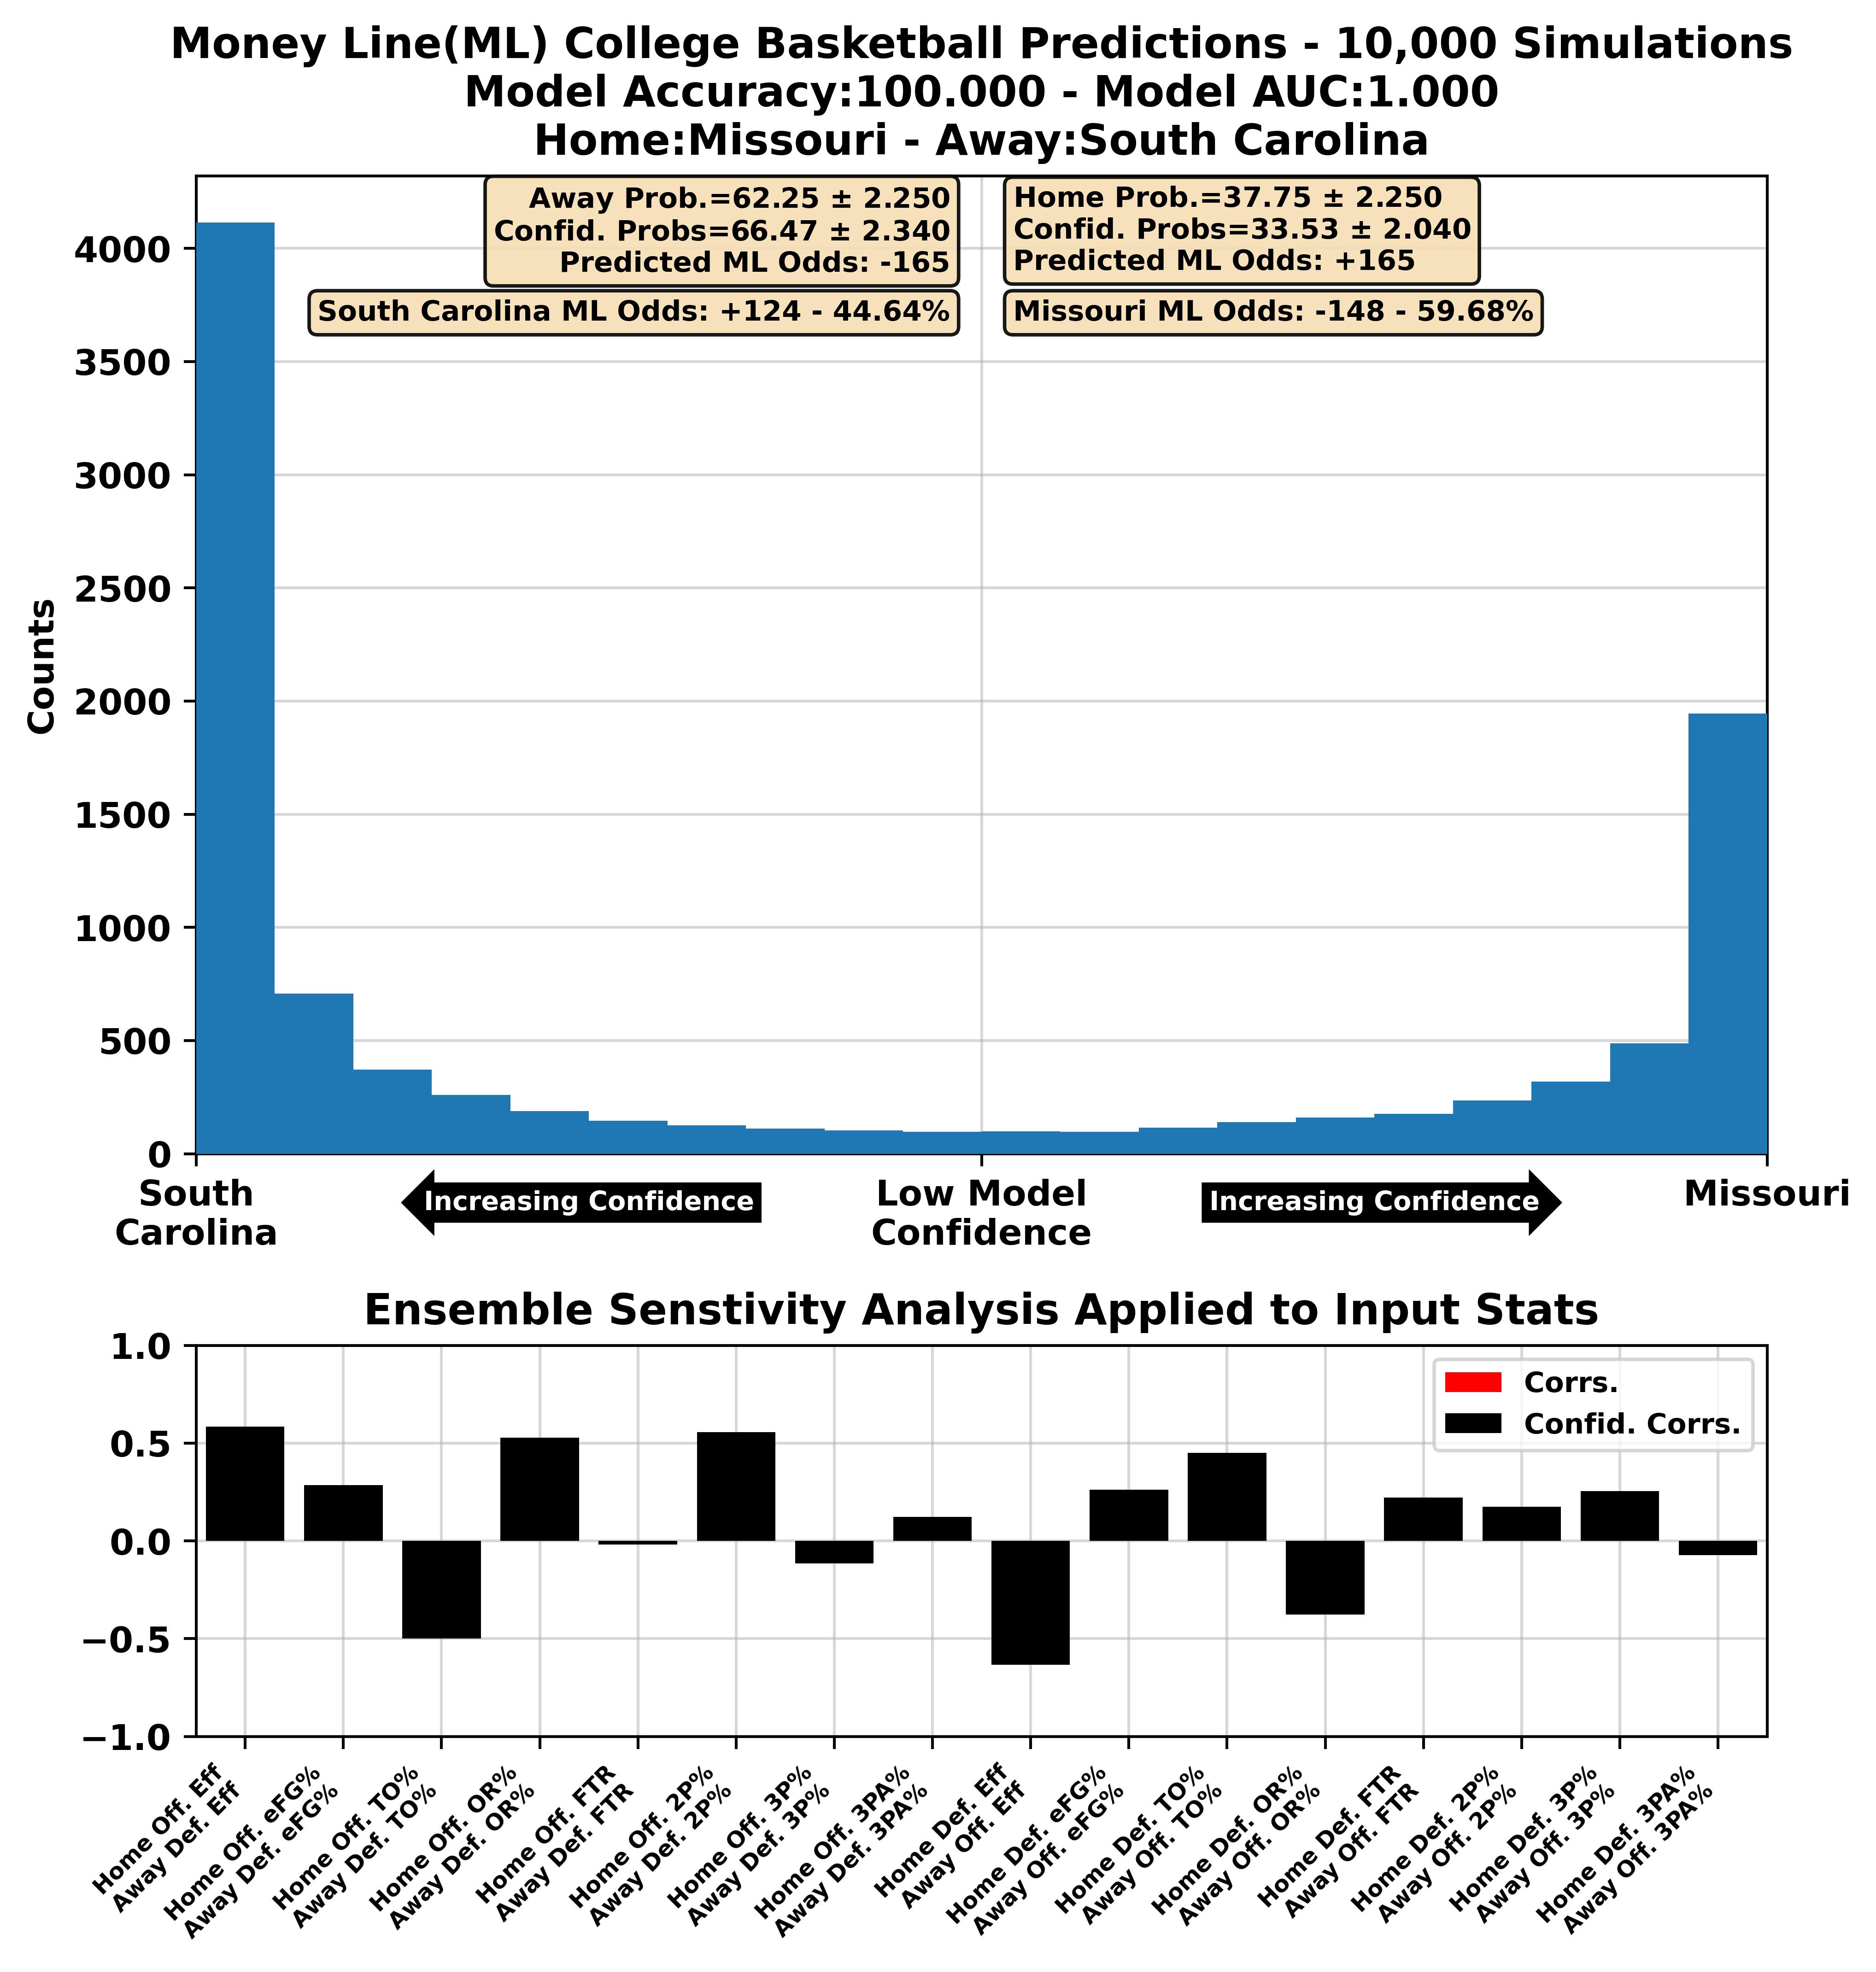 Money Line(ML) College Basketball Predictions - 10,000 Simulations
Model Accuracy:100.000 - Model AUC:1.000
Home:Missouri - Away:South Carolina
Away Prob.=62.25 ± 2.250
Confid. Probs=66.47 ± 2.340
Predicted ML Odds: -165
South Carolina ML Odds: +124 - 44.64%
Home Prob.=37.75 ± 2.250
Confid. Probs=33.53 ± 2.040
Predicted ML Odds: +165
Missouri ML Odds: -148 - 59.68%
Counts
4000
3500
3000
2500
2000
1500
1000
500
0
South
Carolina
Increasing Confidence
Low Model
Confidence
Increasing Confidence
Missouri
Ensemble Senstivity Analysis Applied to Input Stats
1.0
0.5
0.0
−0.5
−1.0
Corrs.
Confid. Corrs.
Home Off. Eff
Away Def. Eff
Home Off. eFG%
Away Def. eFG%
Home Off. TO%
Away Def. TO%
Home Off. OR%
Away Def. OR%
Home Off. FTR
Away Def. FTR
Home Off. 2P%
Away Def. 2P%
Home Off. 3P%
Away Def. 3P%
Home Off. 3PA%
Away Def. 3PA%
Home Def. Eff
Away Off. Eff
Home Def. eFG%
Away Off. eFG%
Home Def. TO%
Away Off. TO%
Home Def. OR%
Away Off. OR%
Home Def. FTR
Away Off. FTR
Home Def. 2P%
Away Off. 2P%
Home Def. 3P%
Away Off. 3P%
Home Def. 3PA%
Away Off. 3PA%